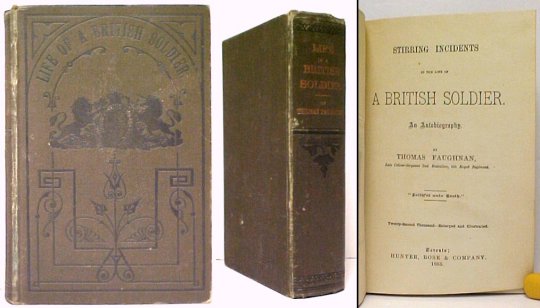 LIFE OF A BRITISH SOLDIER
LIFE
OF A
BRITISH
SOLDIER
BY
THOMAS FAUGHNAN
STIRRING INCIDENTS
IN THE LIFE OF
A BRITISH SOLDIER.
An Autobiography.
BY
THOMAS FAUGHNAN,
Late Colour-Sergeant 2nd Battalion, 6th Royal Regiment.
"Faithful unto Death."
Twenty-Second Thousand—Enlarged and Illustrated.
Toronto:
HUNTER, ROSE & COMPANY.
1883.